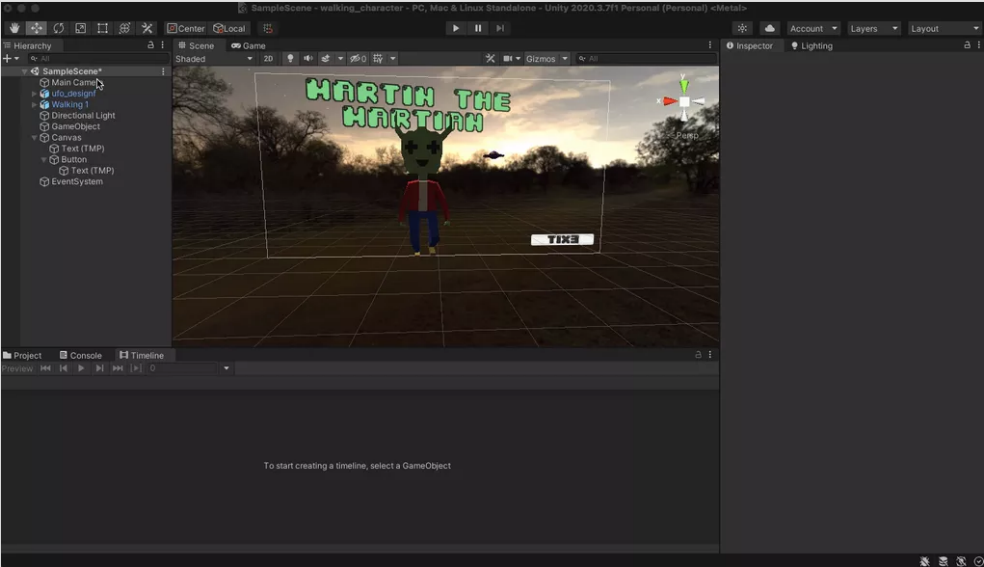 SampleScene - walking_character - PC, Mac & Linux Standalone - Unity 2020.3.7f1 Personal (Personal) <Metal>
Center Local Account Layers Layout
Hierarchy Scene Game Inspector Lighting
All Shaded 2D 0 Gizmos All
SampleScene*
Main Camera
ufo_designf
Walking 1
Directional Light
GameObject
Canvas
Text (TMP)
Button
Text (TMP)
EventSystem
MARTIN THE
MARTIAN
y
x
Persp
EXIT
Project Console Timeline
Preview 0
To start creating a timeline, select a GameObject